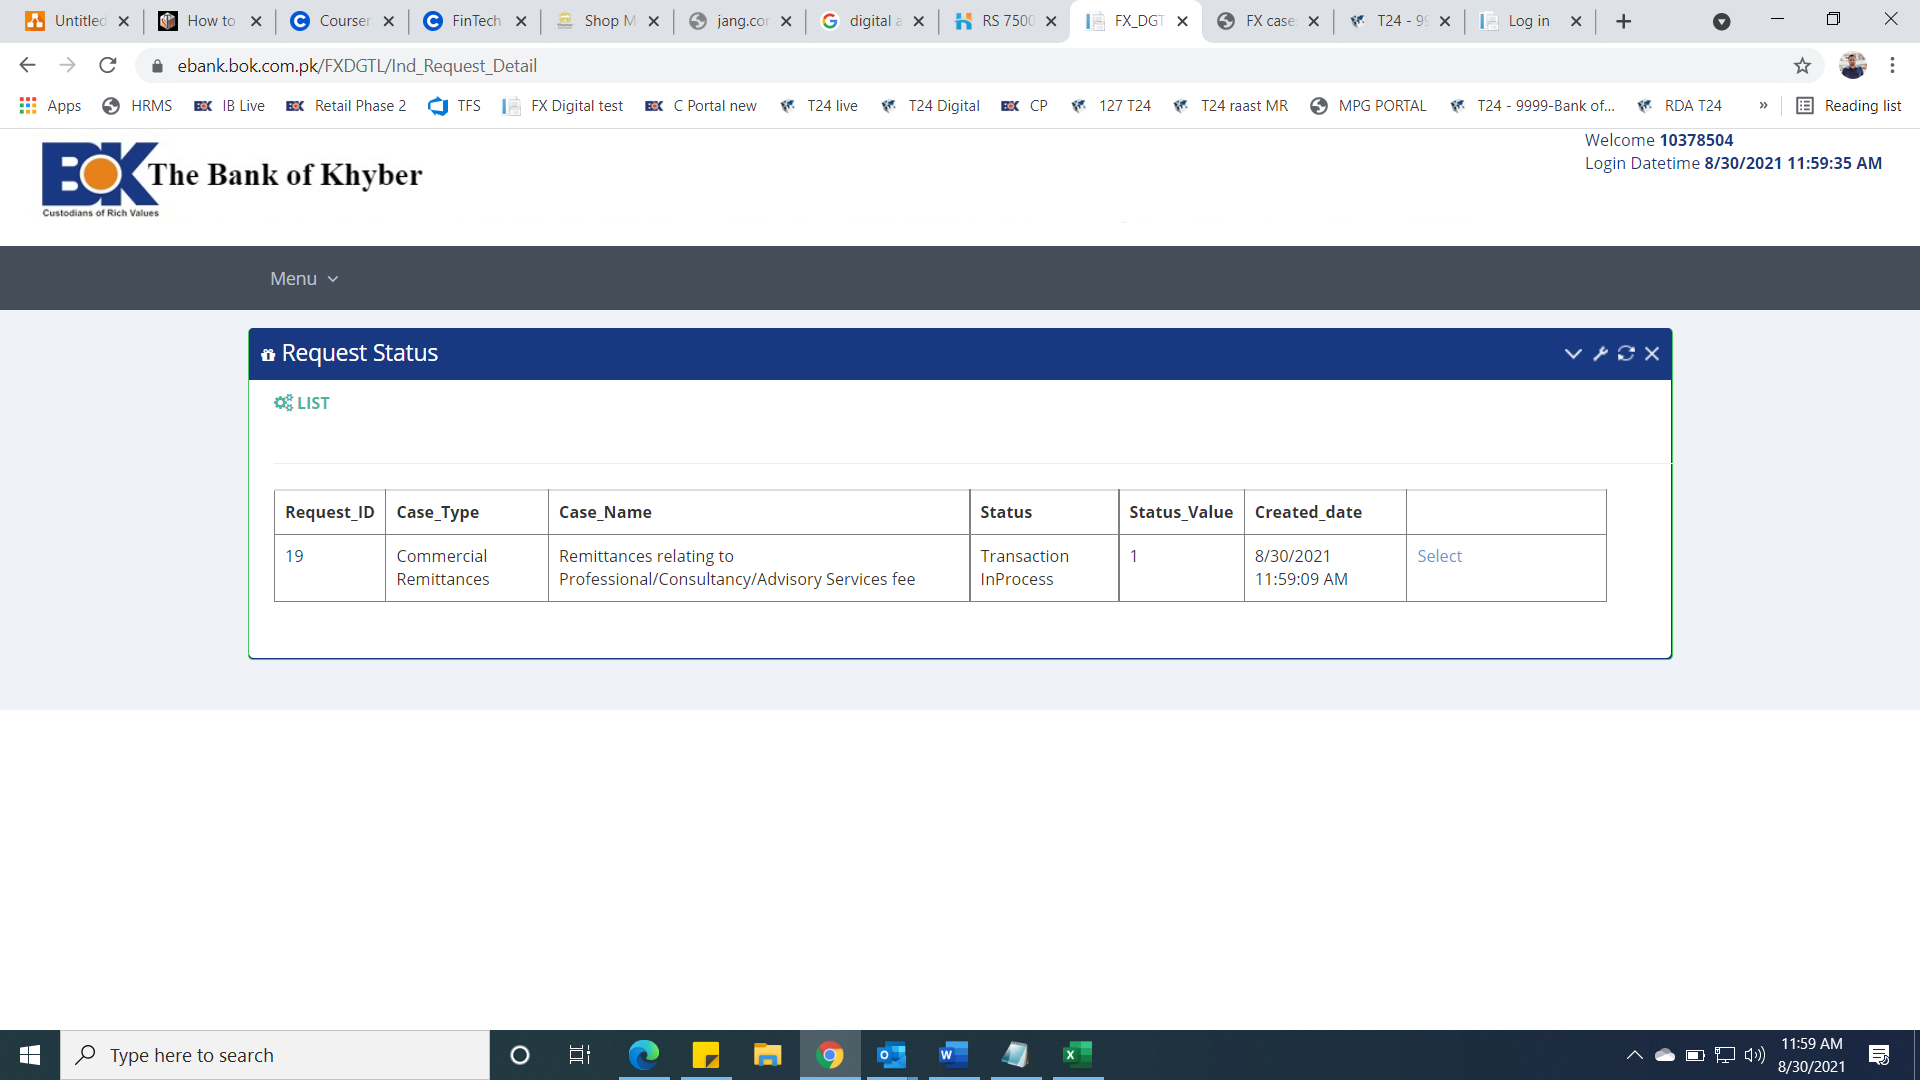 Untitled How to Courser FinTech Shop M jang.cor digital a RS 7500 FX_DGT FX case T24 - 99 Log in
ebank.bok.com.pk/FXDGTL/Ind_Request_Detail
Apps HRMS IB Live Retail Phase 2 TFS FX Digital test C Portal new T24 live T24 Digital CP 127 T24 T24 raast MR MPG PORTAL T24 - 9999-Bank of... RDA T24 » Reading list
BOK The Bank of Khyber
Custodians of Rich Values
Welcome 10378504
Login Datetime 8/30/2021 11:59:35 AM
Menu
Request Status
LIST
Request_ID Case_Type Case_Name Status Status_Value Created_date
19 Commercial Remittances relating to Transaction 1 8/30/2021 Select
Remittances Professional/Consultancy/Advisory Services fee InProcess 11:59:09 AM
Type here to search
11:59 AM
8/30/2021